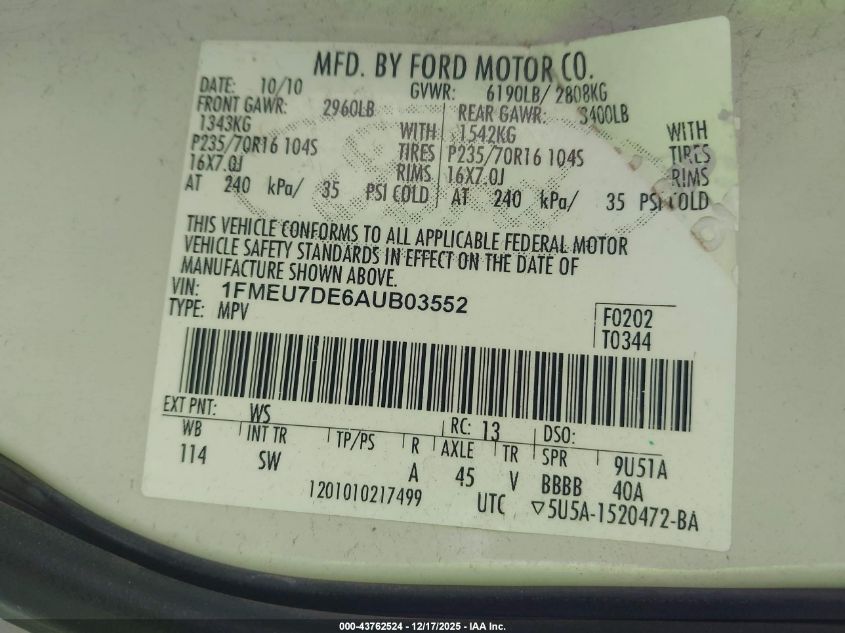 MFD. BY FORD MOTOR CO.
DATE: 10/10 GVWR: 6190LB/ 2808KG
FRONT GAWR: 2960LB REAR GAWR: 3400LB
1343KG WITH 1542KG WITH
P235/70R16 104S TIRES P235/70R16 104S TIRES
16X7.0J RIMS 16X7.0J RIMS
AT 240 kPa/ 35 PSI COLD AT 240 kPa/ 35 PSI COLD
THIS VEHICLE CONFORMS TO ALL APPLICABLE FEDERAL MOTOR
VEHICLE SAFETY STANDARDS IN EFFECT ON THE DATE OF
MANUFACTURE SHOWN ABOVE.
VIN: 1FMEU7DE6AUB03552
TYPE: MPV
F0202
T0344
EXT PNT: WS RC: 13 DSO:
WB INT TR TP/PS R AXLE TR SPR 9U51A
114 SW A 45 V BBBB 40A
1201010217499 UTC ▽5U5A-1520472-BA
000-43762524 - 12/17/2025 - IAA Inc.